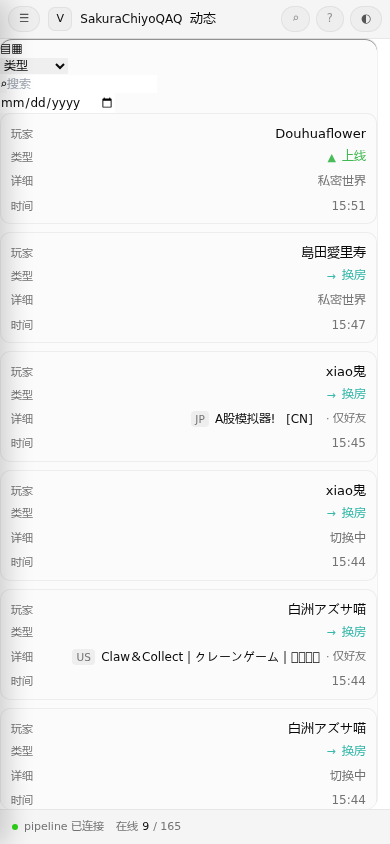 ☰ V SakuraChiyoQAQ 动态 ⌕ ? ◐
▤▦
类型
⌕搜索
mm/dd/yyyy
玩家 Douhuaflower
类型 ▲ 上线
详细 私密世界
时间 15:51
玩家 島田愛里寿
类型 → 换房
详细 私密世界
时间 15:47
玩家 xiao鬼
类型 → 换房
详细 JP A股模拟器! [CN] · 仅好友
时间 15:45
玩家 xiao鬼
类型 → 换房
详细 切换中
时间 15:44
玩家 白洲アズサ喵
类型 → 换房
详细 US Claw&Collect | クレーンゲーム | □□□□ · 仅好友
时间 15:44
玩家 白洲アズサ喵
类型 → 换房
详细 切换中
时间 15:44
● pipeline 已连接 在线 9 / 165